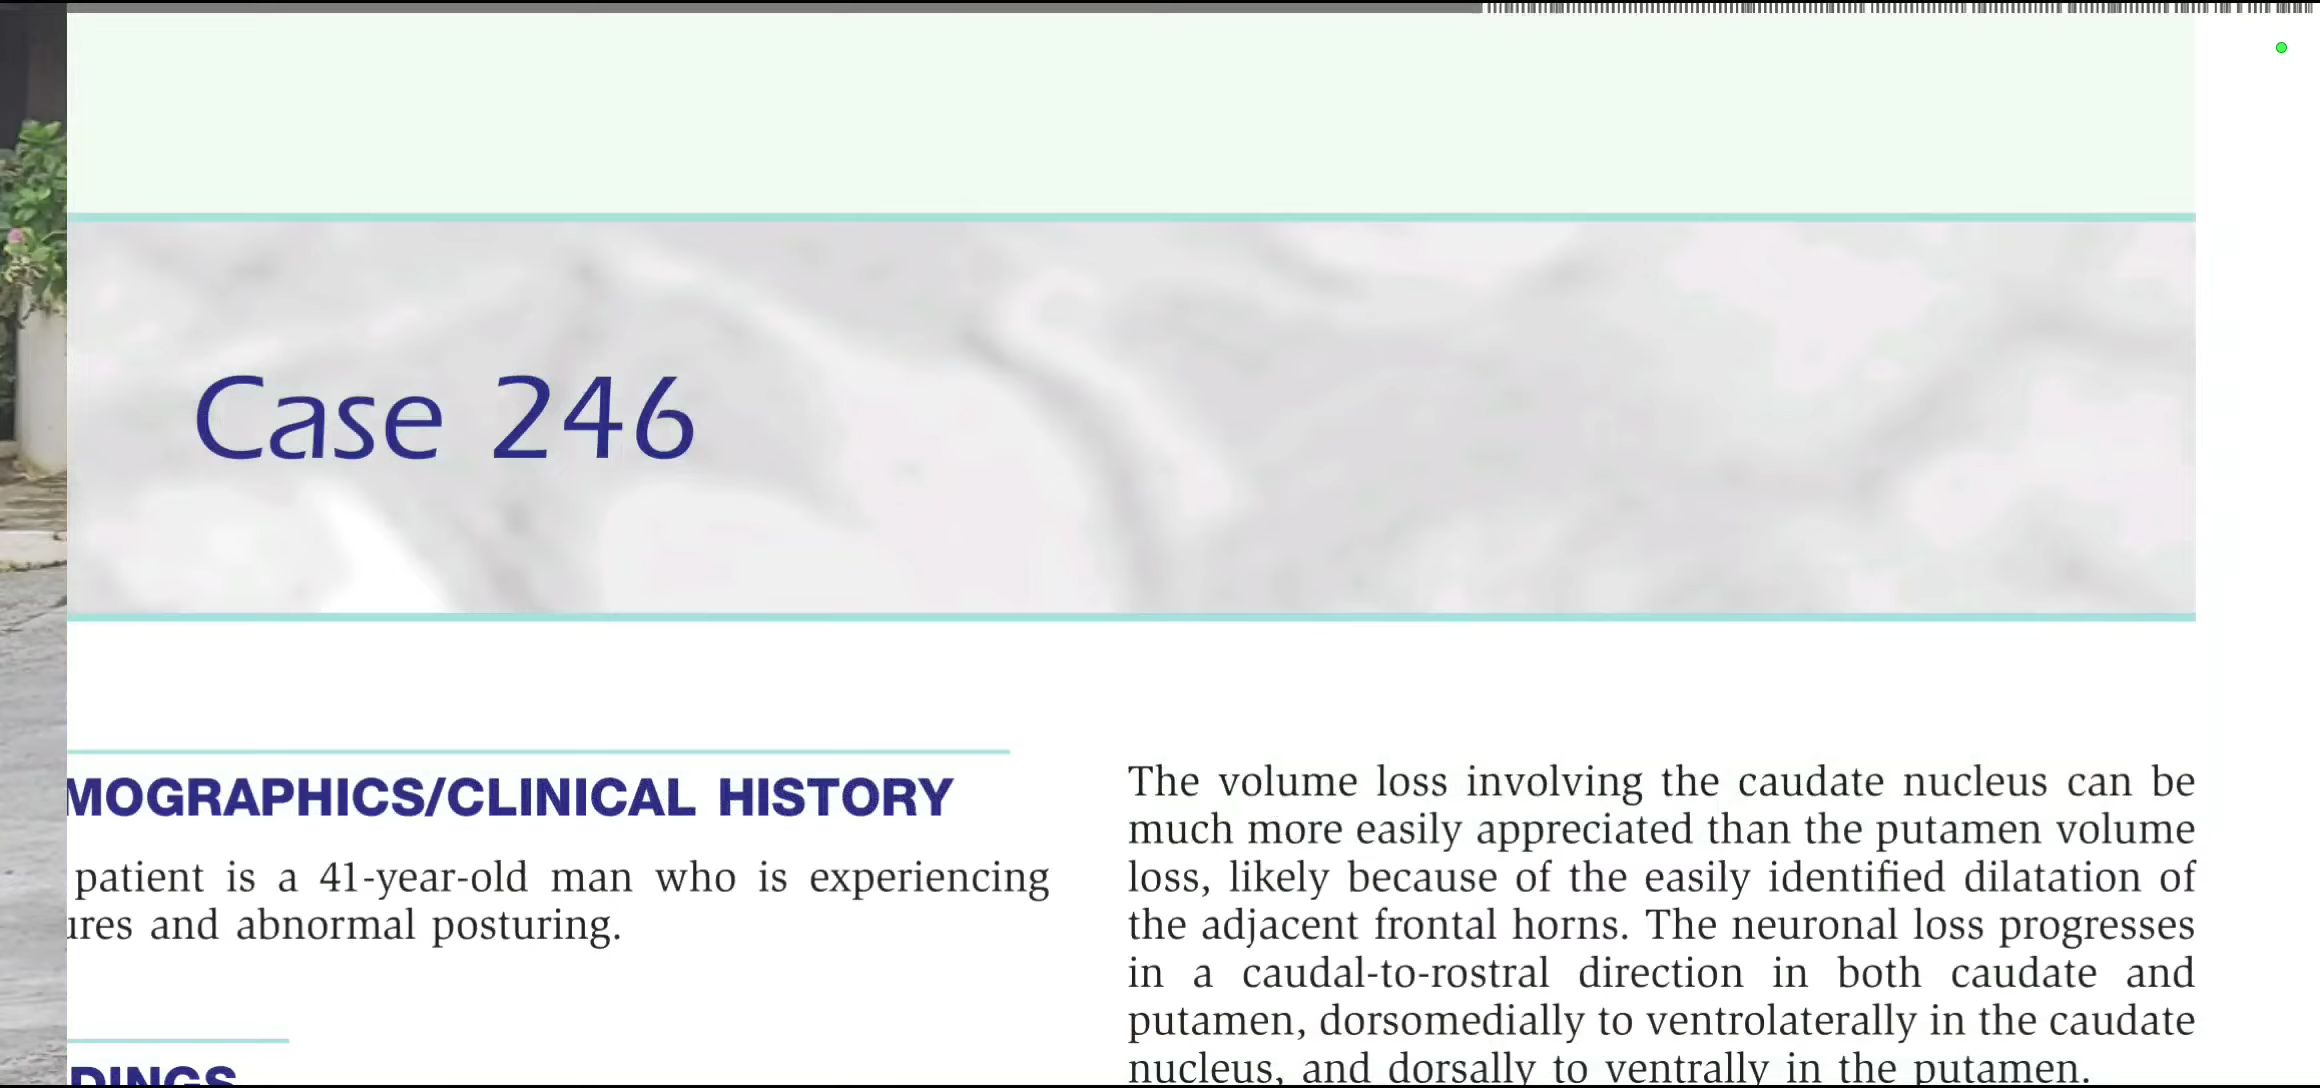 Case 246
MOGRAPHICS/CLINICAL HISTORY
patient is a 41-year-old man who is experiencing
ures and abnormal posturing.
DINGS
The volume loss involving the caudate nucleus can be
much more easily appreciated than the putamen volume
loss, likely because of the easily identified dilatation of
the adjacent frontal horns. The neuronal loss progresses
in a caudal-to-rostral direction in both caudate and
putamen, dorsomedially to ventrolaterally in the caudate
nucleus, and dorsally to ventrally in the putamen.